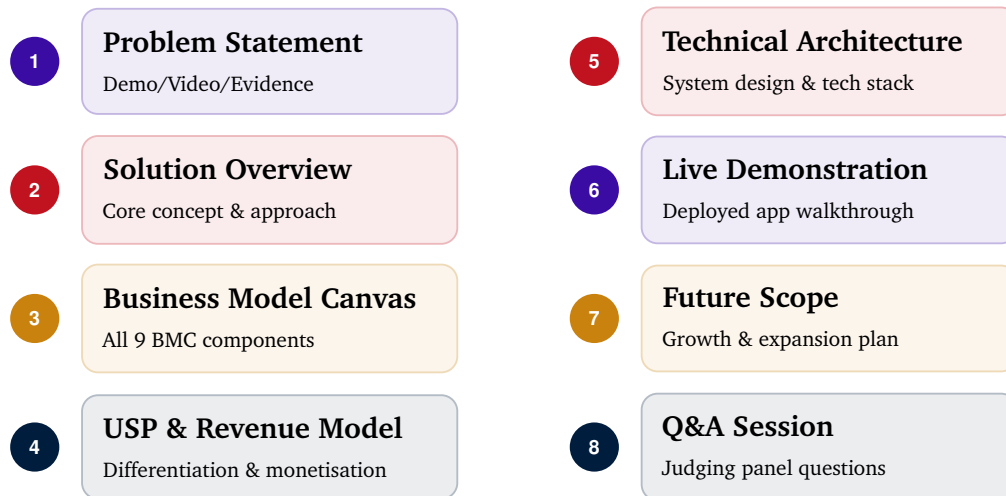 1
Problem Statement
Demo/Video/Evidence
2
Solution Overview
Core concept & approach
3
Business Model Canvas
All 9 BMC components
4
USP & Revenue Model
Differentiation & monetisation
5
Technical Architecture
System design & tech stack
6
Live Demonstration
Deployed app walkthrough
7
Future Scope
Growth & expansion plan
8
Q&A Session
Judging panel questions